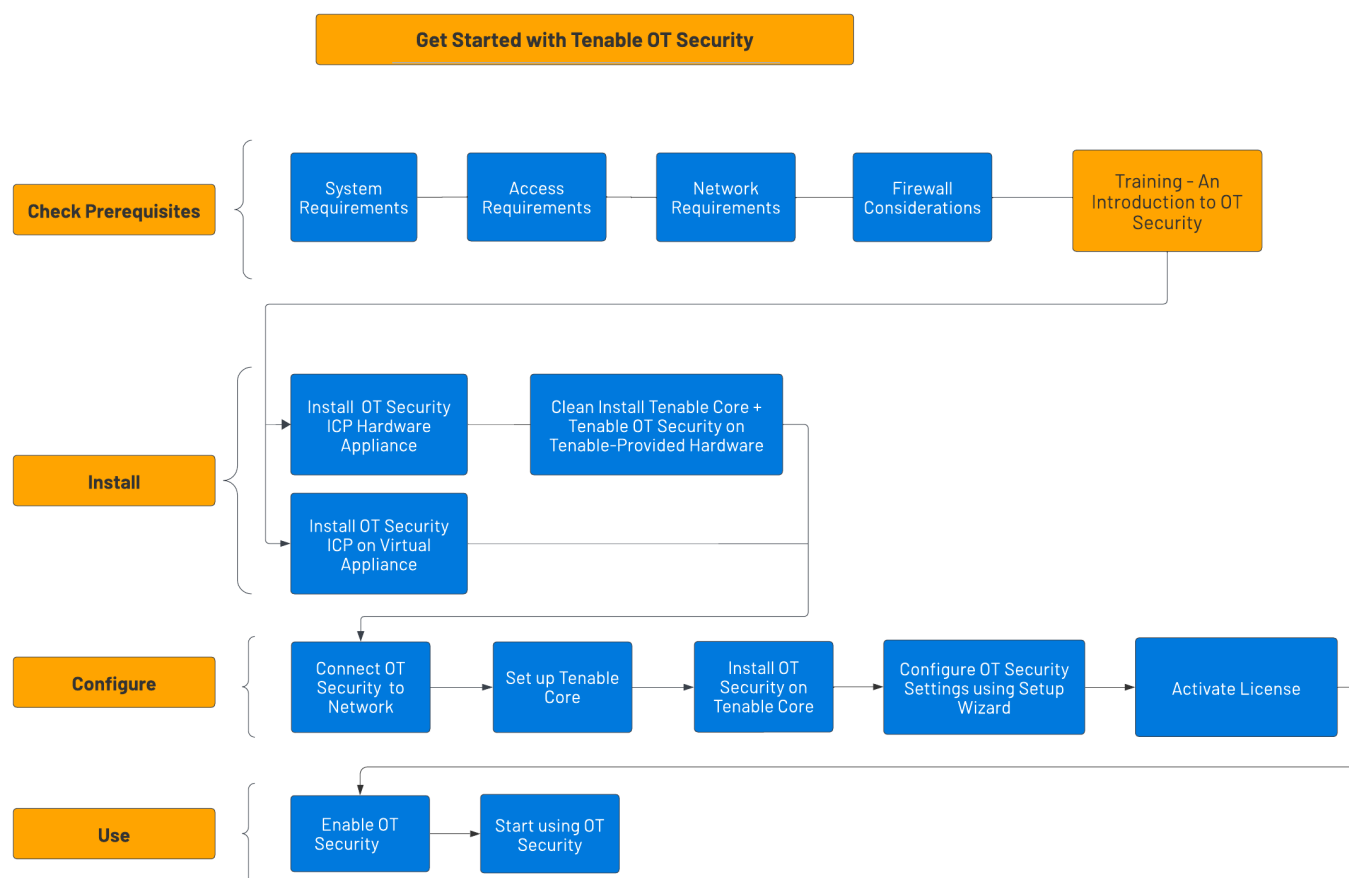 Get Started with Tenable OT Security
Check Prerequisites
System
Requirements
Access
Requirements
Network
Requirements
Firewall
Considerations
Training - An
Introduction to OT
Security
Install
Install OT Security
ICP Hardware
Appliance
Clean Install Tenable Core +
Tenable OT Security on
Tenable-Provided Hardware
Install OT Security
ICP on Virtual
Appliance
Configure
Connect OT
Security to
Network
Set up Tenable
Core
Install OT
Security on
Tenable Core
Configure OT Security
Settings using Setup
Wizard
Activate License
Use
Enable OT
Security
Start using OT
Security